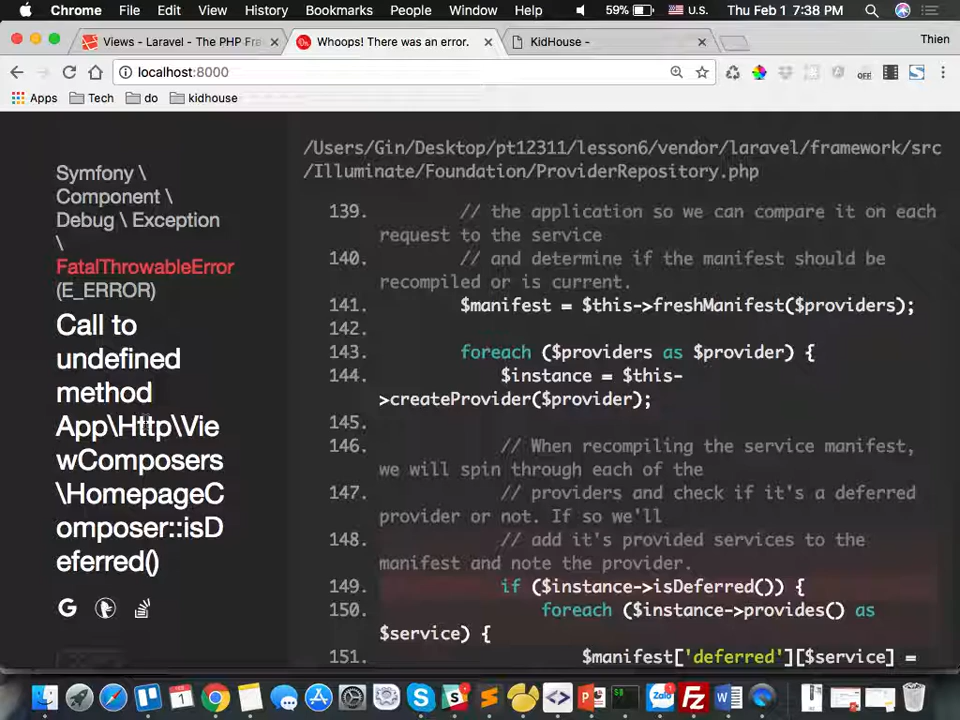 Chrome File Edit View History Bookmarks People Window Help 59% U.S. Thu Feb 1 7:38 PM
Views - Laravel - The PHP Fra
Whoops! There was an error.
KidHouse -
Thien
localhost:8000
OFF
Apps Tech do kidhouse
Symfony \
Component \
Debug \ Exception
\
FatalThrowableError
(E_ERROR)
Call to
undefined
method
App\Http\Vie
wComposers
\HomepageC
omposer::isD
eferred()
/Users/Gin/Desktop/pt12311/lesson6/vendor/laravel/framework/src
/Illuminate/Foundation/ProviderRepository.php
139. // the application so we can compare it on each
request to the service
140. // and determine if the manifest should be
recompiled or is current.
141. $manifest = $this->freshManifest($providers);
142.
143. foreach ($providers as $provider) {
144. $instance = $this-
>createProvider($provider);
145.
146. // When recompiling the service manifest,
we will spin through each of the
147. // providers and check if it's a deferred
provider or not. If so we'll
148. // add it's provided services to the
manifest and note the provider.
149. if ($instance->isDeferred()) {
150. foreach ($instance->provides() as
$service) {
151. $manifest['deferred'][$service] =
Zalo